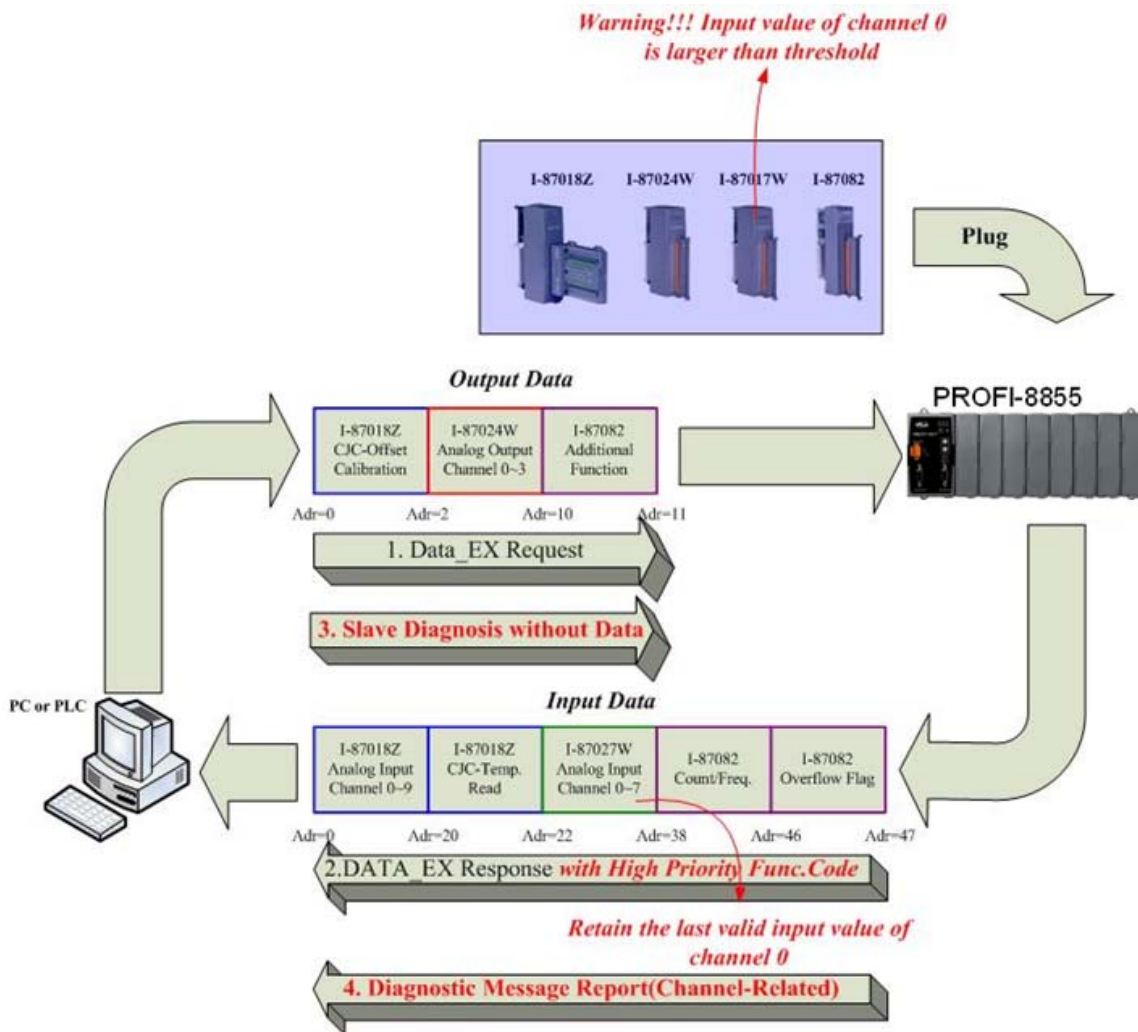 Warning!!! Input value of channel 0
is larger than threshold
I-87018Z
I-87024W
I-87017W
I-87082
Plug
Output Data
PROFI-8855
I-87018Z
CJC-Offset
Calibration
I-87024W
Analog Output
Channel 0~3
I-87082
Additional
Function
Adr=0
Adr=2
Adr=10
Adr=11
1. Data_EX Request
3. Slave Diagnosis without Data
PC or PLC
Input Data
I-87018Z
Analog Input
Channel 0~9
I-87018Z
CJC-Temp.
Read
I-87027W
Analog Input
Channel 0~7
I-87082
Count/Freq.
I-87082
Overflow Flag
Adr=0
Adr=20
Adr=22
Adr=38
Adr=46
Adr=47
2.DATA_EX Response with High Priority Func.Code
Retain the last valid input value of
channel 0
4. Diagnostic Message Report(Channel-Related)